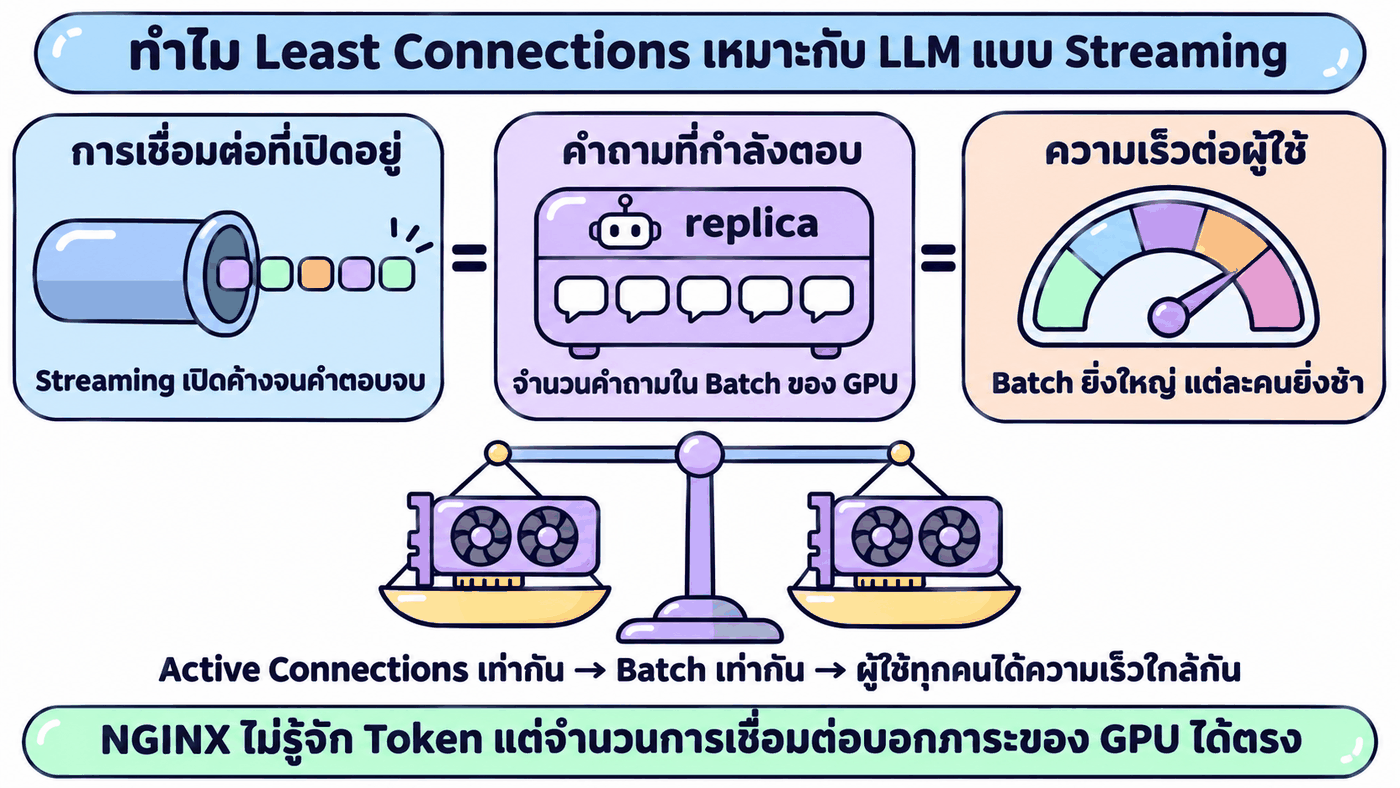 ทำไม Least Connections เหมาะกับ LLM แบบ Streaming
การเชื่อมต่อที่เปิดอยู่
Streaming เปิดค้างจนคำตอบจบ
=
คำถามที่กำลังตอบ
replica
จำนวนคำถามใน Batch ของ GPU
=
ความเร็วต่อผู้ใช้
Batch ยิ่งใหญ่ แต่ละคนยิ่งช้า
Active Connections เท่ากัน → Batch เท่ากัน → ผู้ใช้ทุกคนได้ความเร็วใกล้กัน
NGINX ไม่รู้จัก Token แต่จำนวนการเชื่อมต่อบอกภาระของ GPU ได้ตรง